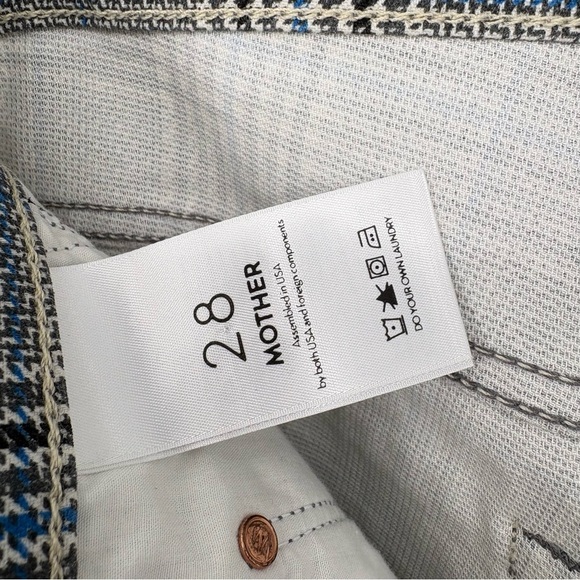 28
MOTHER
Assembled in USA
by both USA and foreign components
DO YOUR OWN LAUNDRY